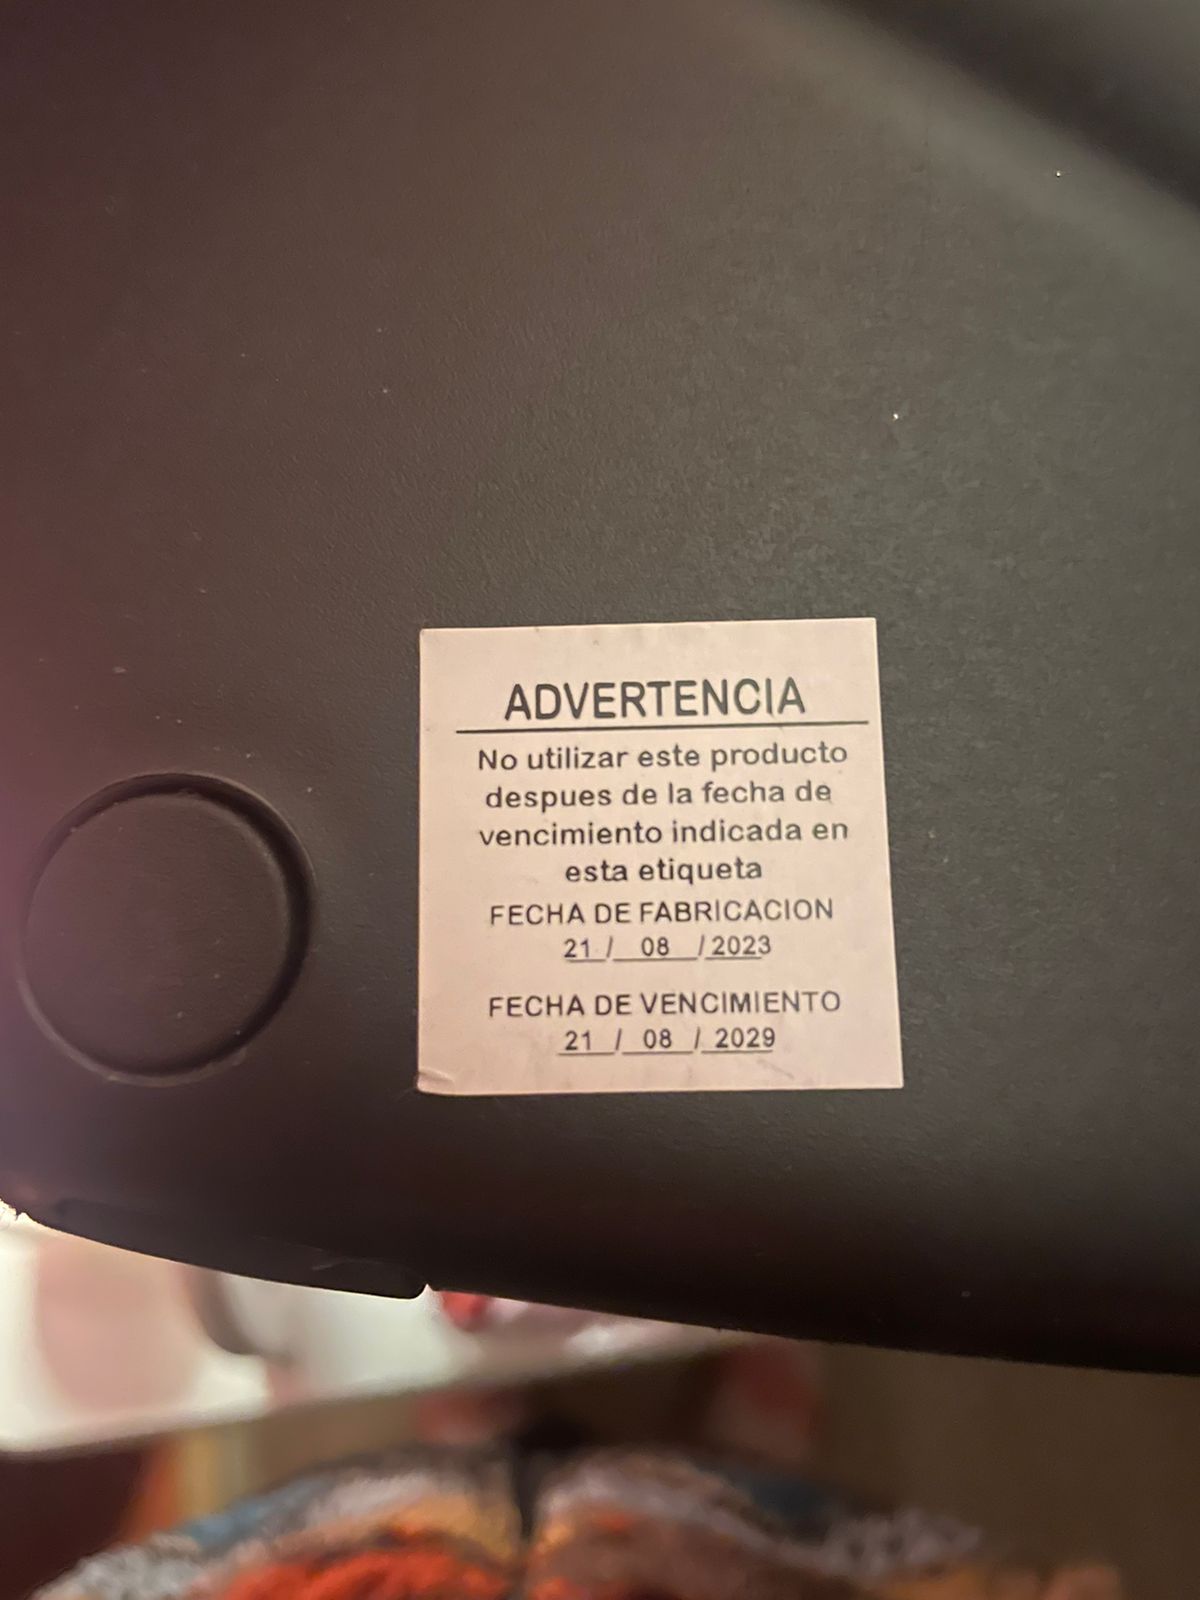 ADVERTENCIA
No utilizar este producto
despues de la fecha de
vencimiento indicada en
esta etiqueta
FECHA DE FABRICACION
21 / 08 / 2023
FECHA DE VENCIMIENTO
21 / 08 / 2029